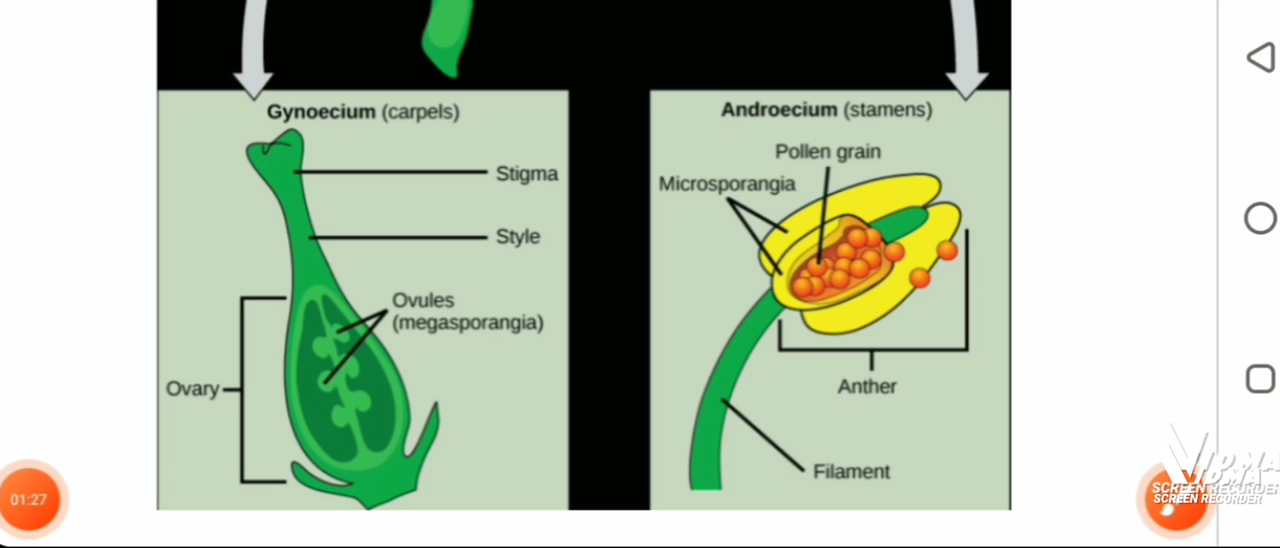 Gynoecium (carpels)
Stigma
Style
Ovules
(megasporangia)
Ovary
Androecium (stamens)
Pollen grain
Microsporangia
Anther
Filament
01:27
SCREEN RECORDER
SCREEN RECORDER